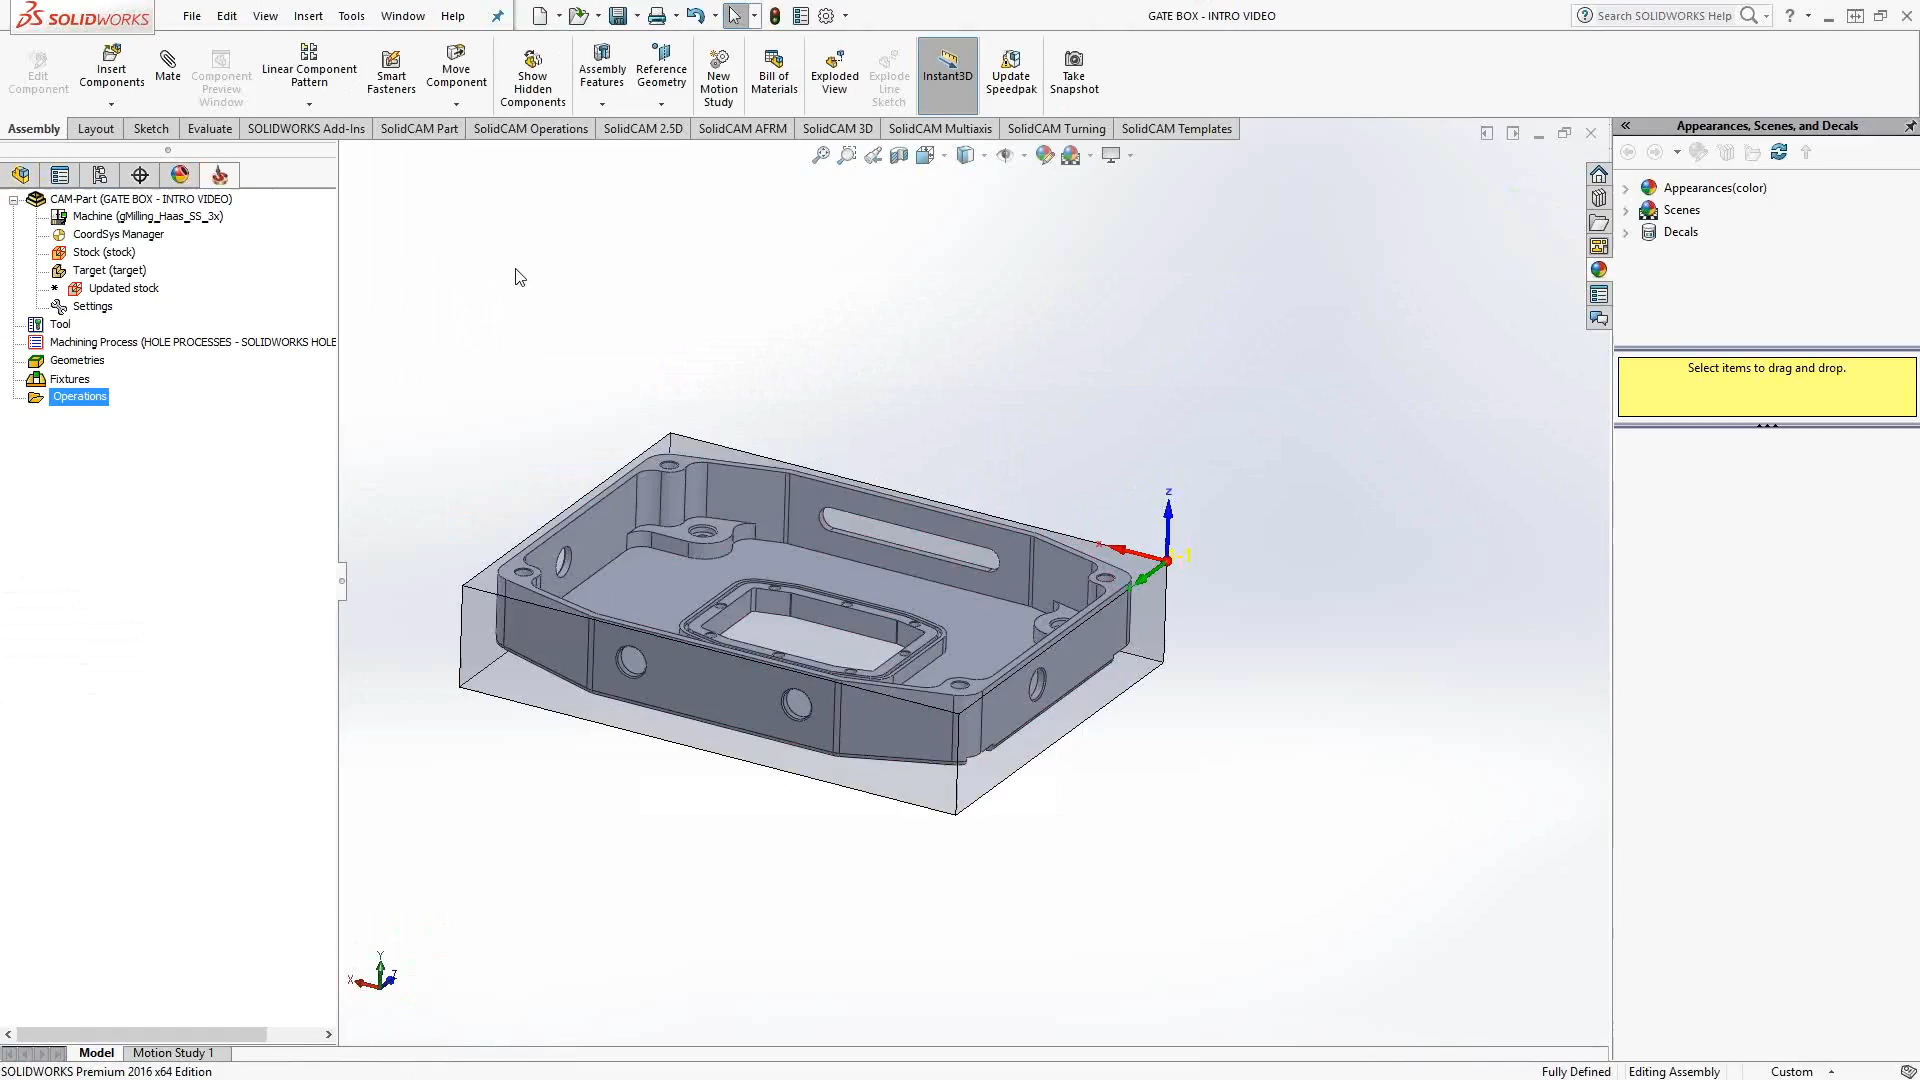 SOLIDWORKS File Edit View Insert Tools Window Help GATE BOX - INTRO VIDEO Search SOLIDWORKS Help ?
Edit Component
Insert Components
Mate
Component Preview Window
Linear Component Pattern
Smart Fasteners
Move Component
Show Hidden Components
Assembly Features
Reference Geometry
New Motion Study
Bill of Materials
Exploded View
Explode Line Sketch
Instant3D
Update Speedpak
Take Snapshot
Assembly Layout Sketch Evaluate SOLIDWORKS Add-Ins SolidCAM Part SolidCAM Operations SolidCAM 2.5D SolidCAM AFRM SolidCAM 3D SolidCAM Multiaxis SolidCAM Turning SolidCAM Templates
Appearances, Scenes, and Decals
CAM-Part (GATE BOX - INTRO VIDEO)
Machine (gMilling_Haas_SS_3x)
CoordSys Manager
Stock (stock)
Target (target)
* Updated stock
Settings
Tool
Machining Process (HOLE PROCESSES - SOLIDWORKS HOLE
Geometries
Fixtures
Operations
Appearances(color)
Scenes
Decals
Select items to drag and drop.
z
x
Y
X
Z
Model Motion Study 1
SOLIDWORKS Premium 2016 x64 Edition Fully Defined Editing Assembly Custom